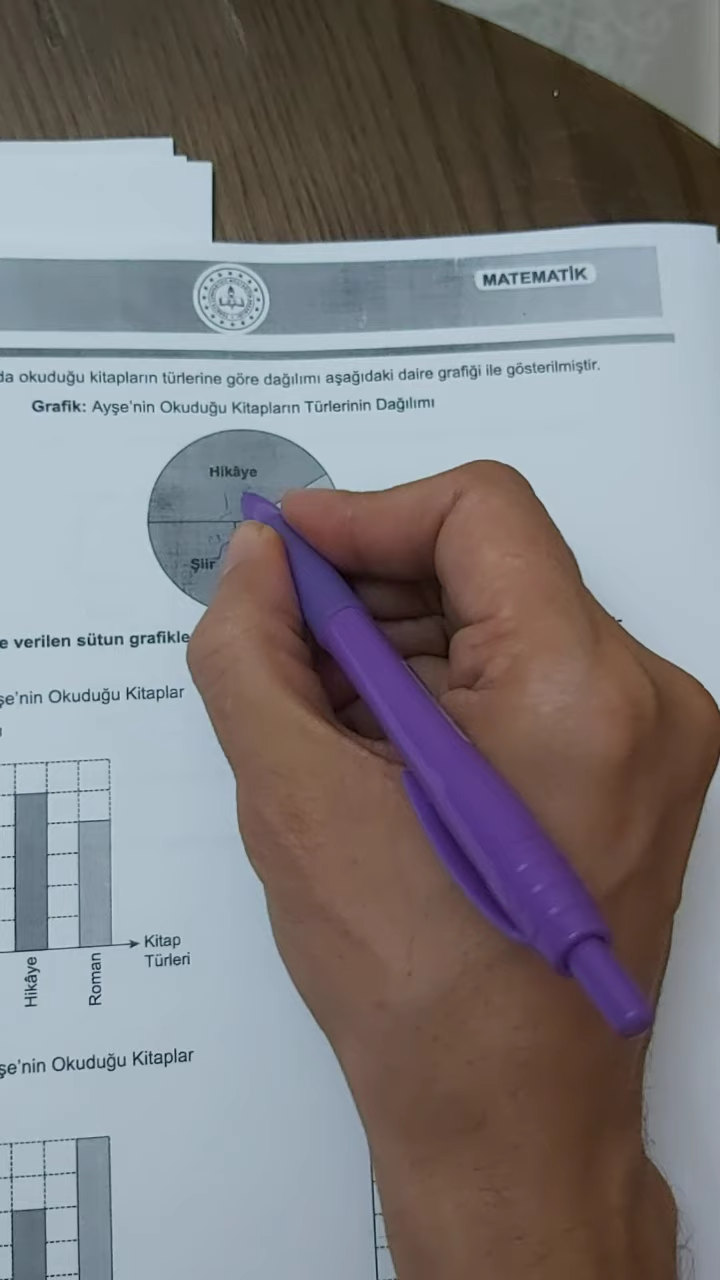 MATEMATİK
da okuduğu kitapların türlerine göre dağılımı aşağıdaki daire grafiği ile gösterilmiştir.
Grafik: Ayşe'nin Okuduğu Kitapların Türlerinin Dağılımı
Hikâye
Şiir
e verilen sütun grafikle
şe'nin Okuduğu Kitaplar
Kitap
Türleri
Hikâye
Roman
şe'nin Okuduğu Kitaplar